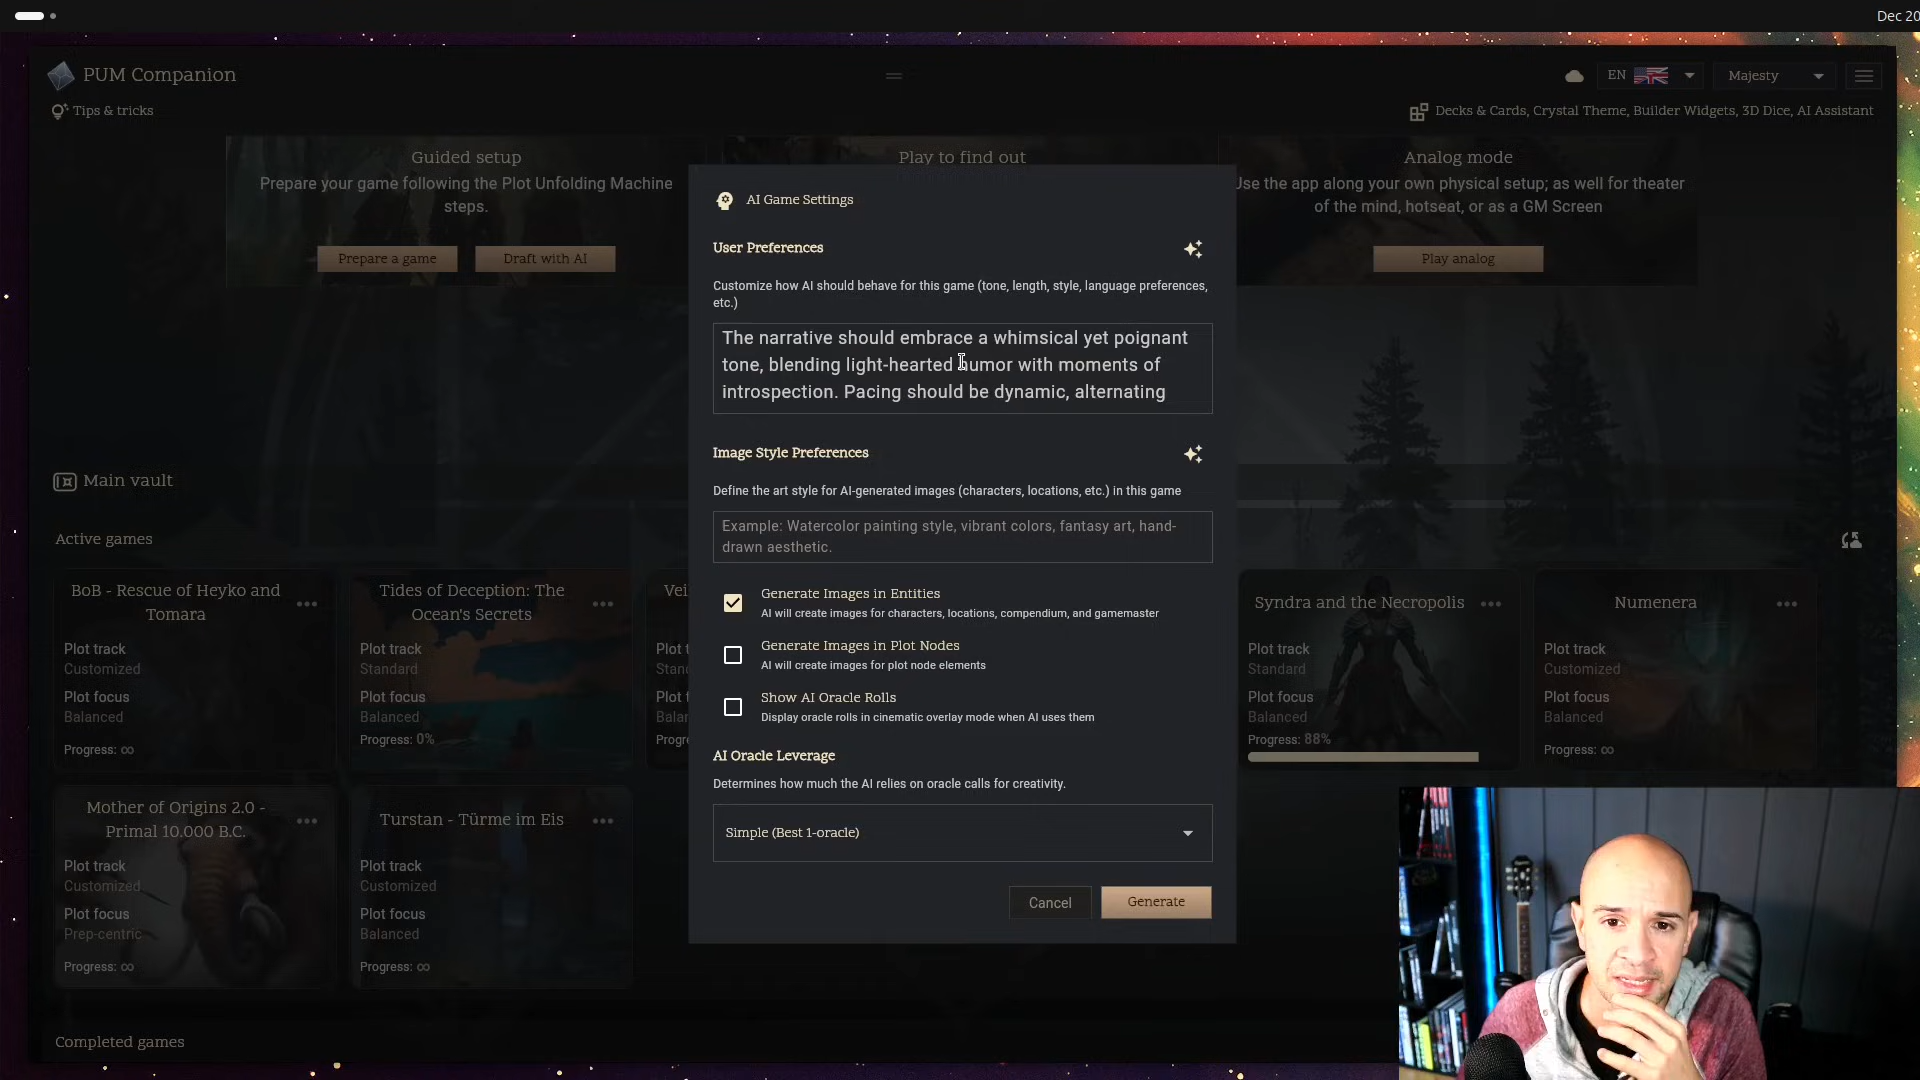 Dec 20
PUM Companion
EN
Majesty
Tips & tricks
Decks & Cards, Crystal Theme, Builder Widgets, 3D Dice, AI Assistant
Guided setup
Prepare your game following the Plot Unfolding Machine
steps.
Prepare a game
Draft with AI
Play to find out
Analog mode
Use the app along your own physical setup; as well for theater
of the mind, hotseat, or as a GM Screen
Play analog
AI Game Settings
User Preferences
Customize how AI should behave for this game (tone, length, style, language preferences,
etc.)
The narrative should embrace a whimsical yet poignant
tone, blending light-hearted humor with moments of
introspection. Pacing should be dynamic, alternating
Image Style Preferences
Define the art style for AI-generated images (characters, locations, etc.) in this game
Example: Watercolor painting style, vibrant colors, fantasy art, hand-
drawn aesthetic.
Generate Images in Entities
AI will create images for characters, locations, compendium, and gamemaster
Generate Images in Plot Nodes
AI will create images for plot node elements
Show AI Oracle Rolls
Display oracle rolls in cinematic overlay mode when AI uses them
AI Oracle Leverage
Determines how much the AI relies on oracle calls for creativity.
Simple (Best 1-oracle)
Cancel
Generate
Main vault
Active games
BoB - Rescue of Heyko and
Tomara
Plot track
Customized
Plot focus
Balanced
Progress: ∞
Tides of Deception: The
Ocean's Secrets
Plot track
Standard
Plot focus
Balanced
Progress: 0%
Vei
Plot t
Stand
Plot f
Balan
Progr
Syndra and the Necropolis
Plot track
Standard
Plot focus
Balanced
Progress: 88%
Numenera
Plot track
Customized
Plot focus
Balanced
Progress: ∞
Mother of Origins 2.0 -
Primal 10.000 B.C.
Plot track
Customized
Plot focus
Prep-centric
Progress: ∞
Turstan - Türme im Eis
Plot track
Customized
Plot focus
Balanced
Progress: ∞
Completed games